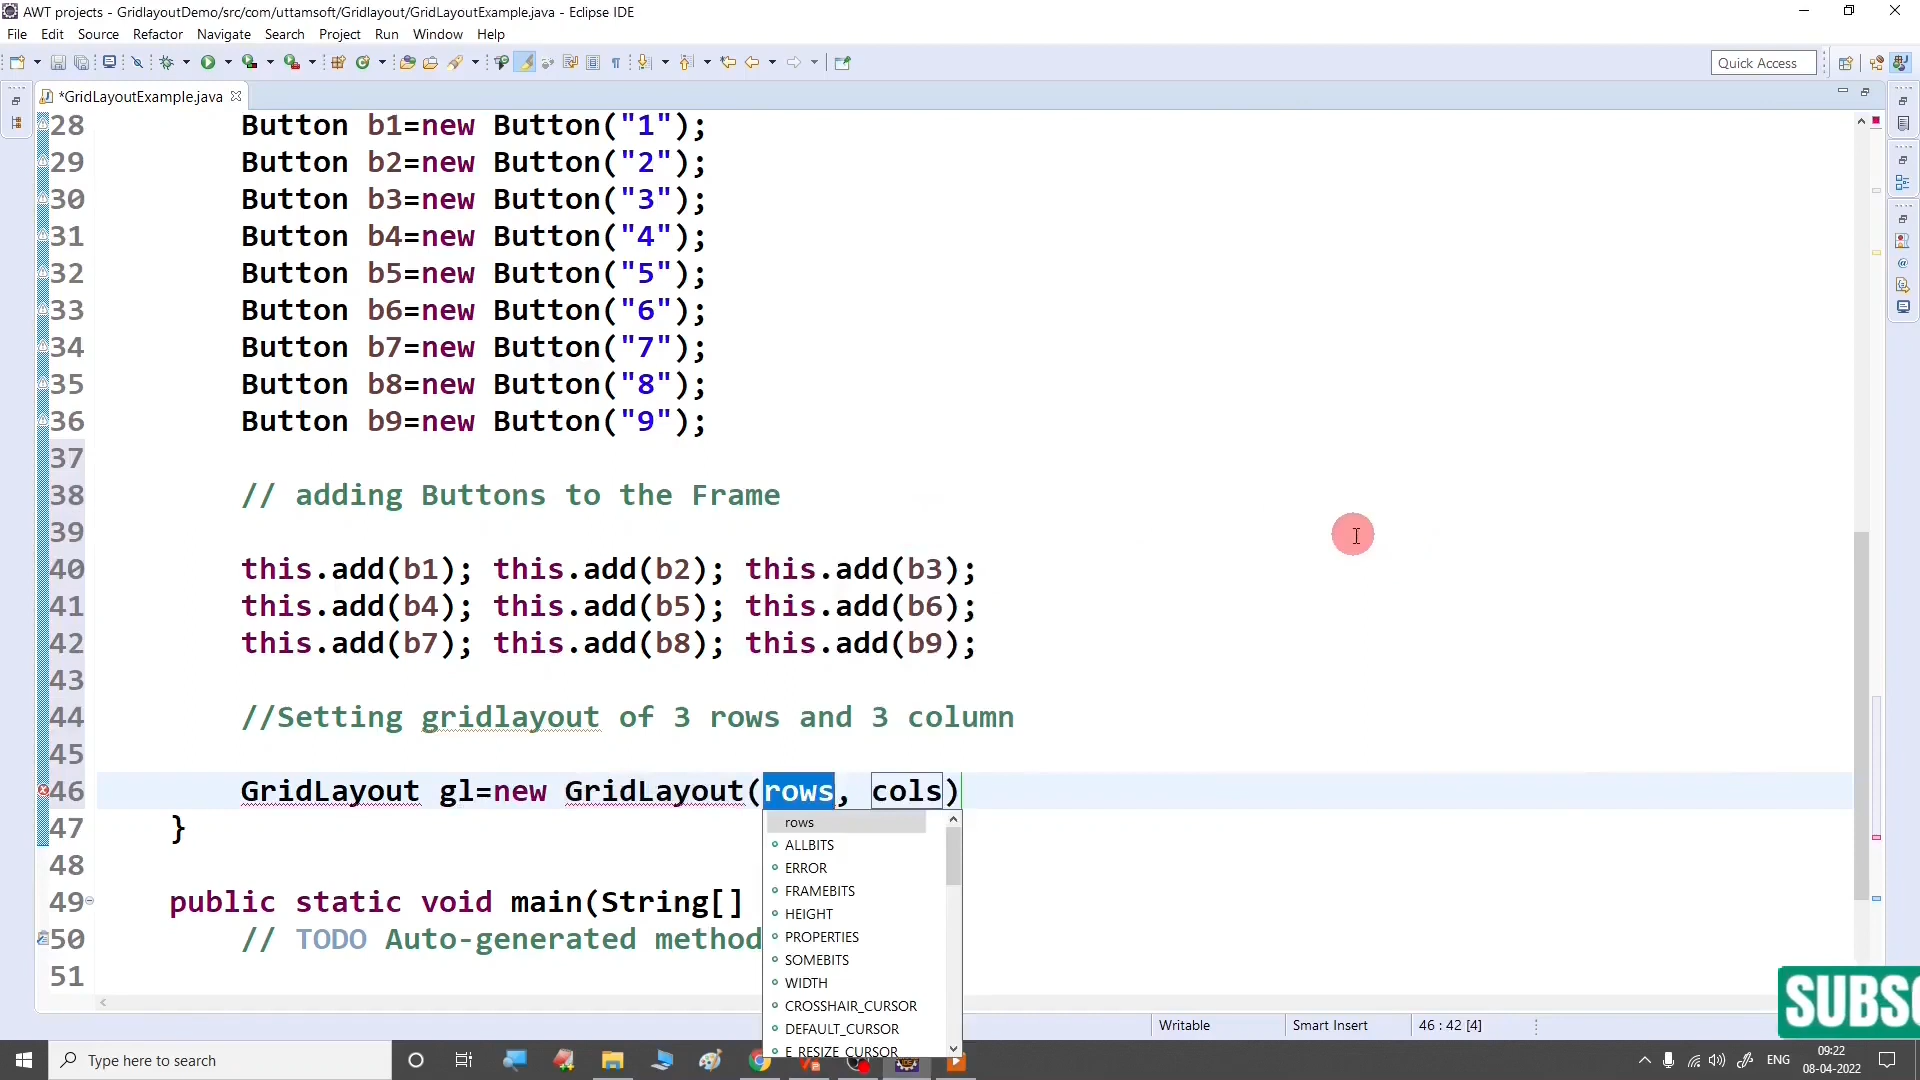 AWT projects - GridlayoutDemo/src/com/uttamsoft/Gridlayout/GridLayoutExample.java - Eclipse IDE
File Edit Source Refactor Navigate Search Project Run Window Help
Quick Access
*GridLayoutExample.java
28 Button b1=new Button("1");
29 Button b2=new Button("2");
30 Button b3=new Button("3");
31 Button b4=new Button("4");
32 Button b5=new Button("5");
33 Button b6=new Button("6");
34 Button b7=new Button("7");
35 Button b8=new Button("8");
36 Button b9=new Button("9");
37
38 // adding Buttons to the Frame
39
40 this.add(b1); this.add(b2); this.add(b3);
41 this.add(b4); this.add(b5); this.add(b6);
42 this.add(b7); this.add(b8); this.add(b9);
43
44 //Setting gridlayout of 3 rows and 3 column
45
46 GridLayout gl=new GridLayout(rows, cols)
47 }
48
49 public static void main(String[]
50 // TODO Auto-generated method
51
rows
ALLBITS
ERROR
FRAMEBITS
HEIGHT
PROPERTIES
SOMEBITS
WIDTH
CROSSHAIR_CURSOR
DEFAULT_CURSOR
E_RESIZE_CURSOR
SUBSC
Writable Smart Insert 46 : 42 [4]
Type here to search
ENG
09:22
08-04-2022